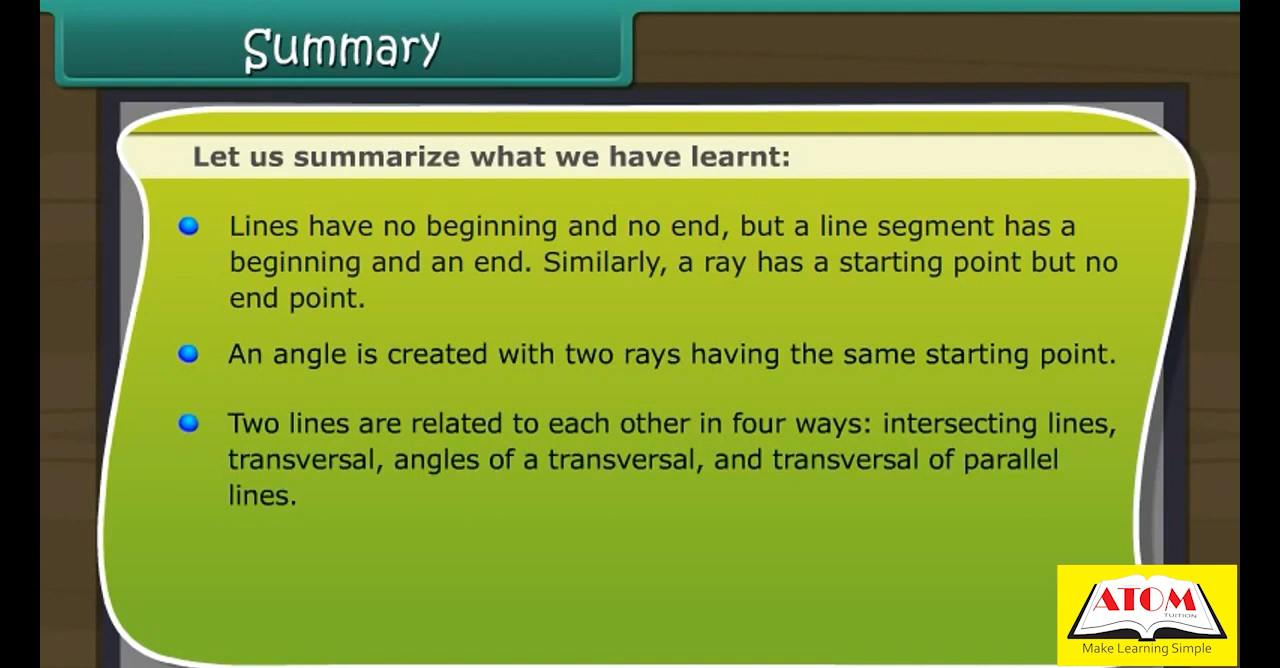 Summary
Let us summarize what we have learnt:
Lines have no beginning and no end, but a line segment has a
beginning and an end. Similarly, a ray has a starting point but no
end point.
An angle is created with two rays having the same starting point.
Two lines are related to each other in four ways: intersecting lines,
transversal, angles of a transversal, and transversal of parallel
lines.
ATOM
TUITION
Make Learning Simple